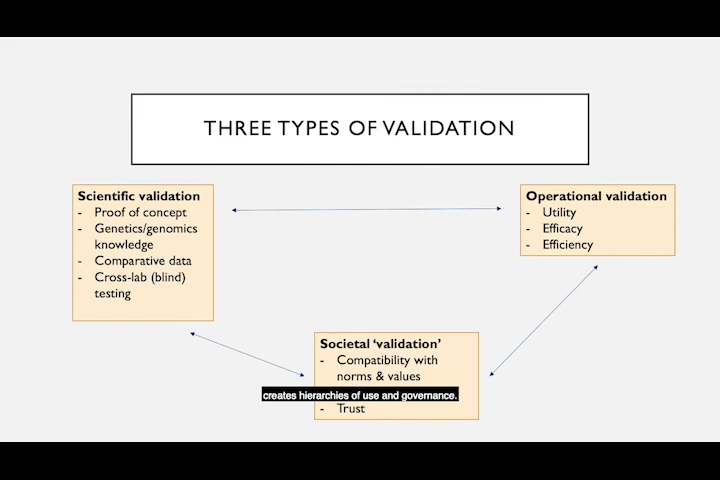 THREE TYPES OF VALIDATION
Scientific validation
- Proof of concept
- Genetics/genomics
knowledge
- Comparative data
- Cross-lab (blind)
testing
Operational validation
- Utility
- Efficacy
- Efficiency
Societal ‘validation’
- Compatibility with
norms & values
creates hierarchies of use and governance.
- Trust